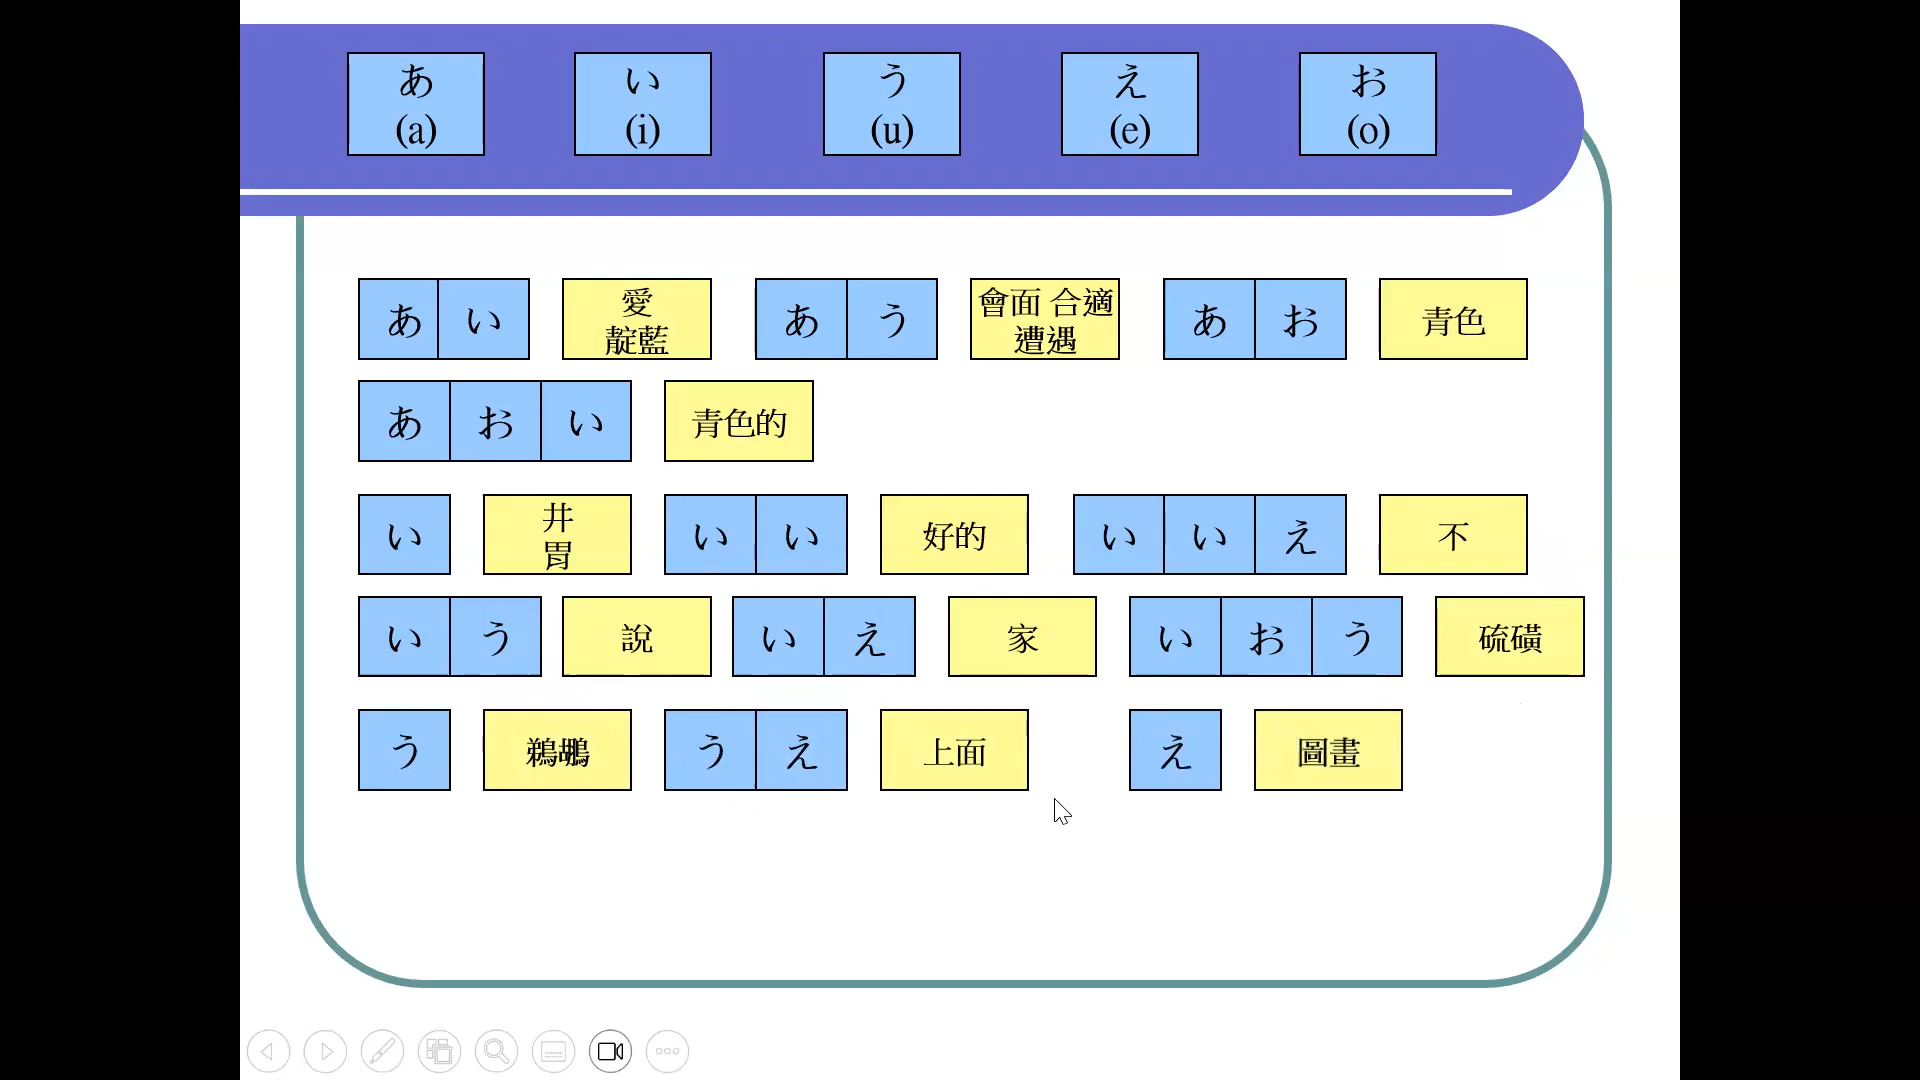 あ い う え お
(a) (i) (u) (e) (o)
あい 愛 あう 會面 合適 あお 青色
靛藍 遭遇
あおい 青色的
い 井 いい 好的 いいえ 不
胃
いう 說 いえ 家 いおう 硫磺
う 鵜鶘 うえ 上面 え 圖畫